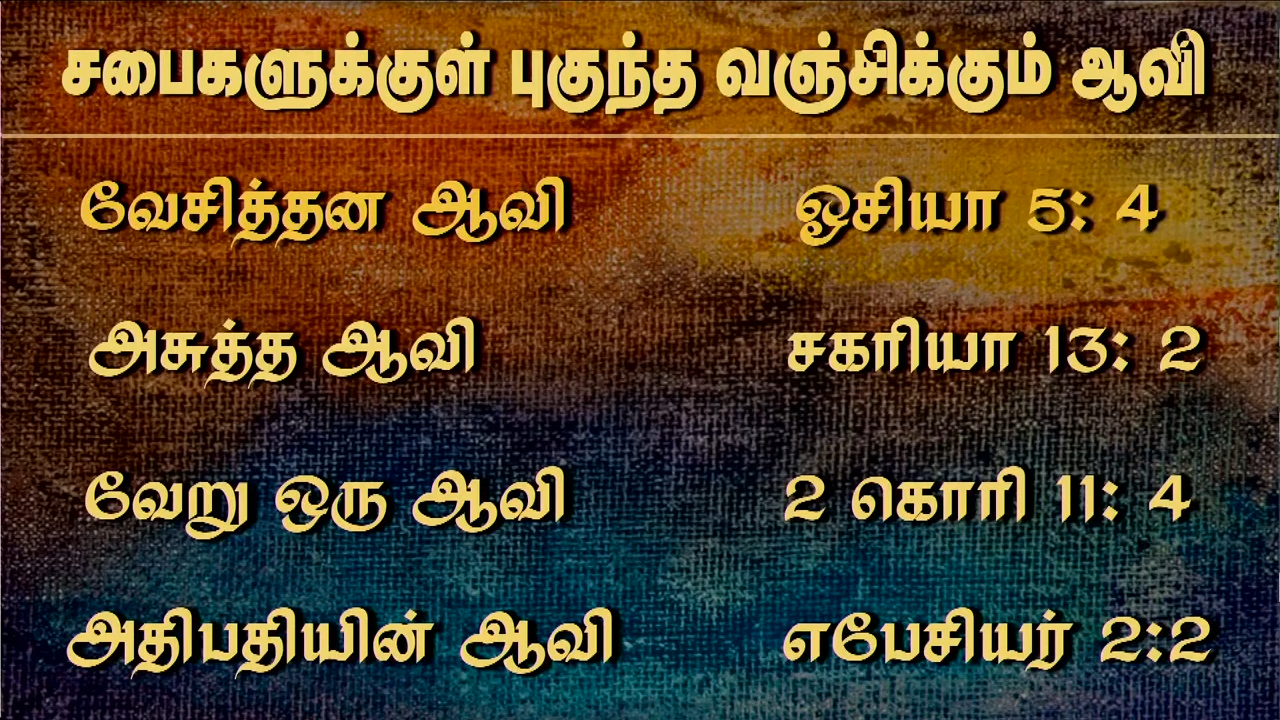 சபைகளுக்குள் புகுந்த வஞ்சிக்கும் ஆவி
வேசித்தன ஆவி ஓசியா 5: 4
அசுத்த ஆவி சகரியா 13: 2
வேறு ஒரு ஆவி 2 கொரி 11: 4
அதிபதியின் ஆவி எபேசியர் 2:2